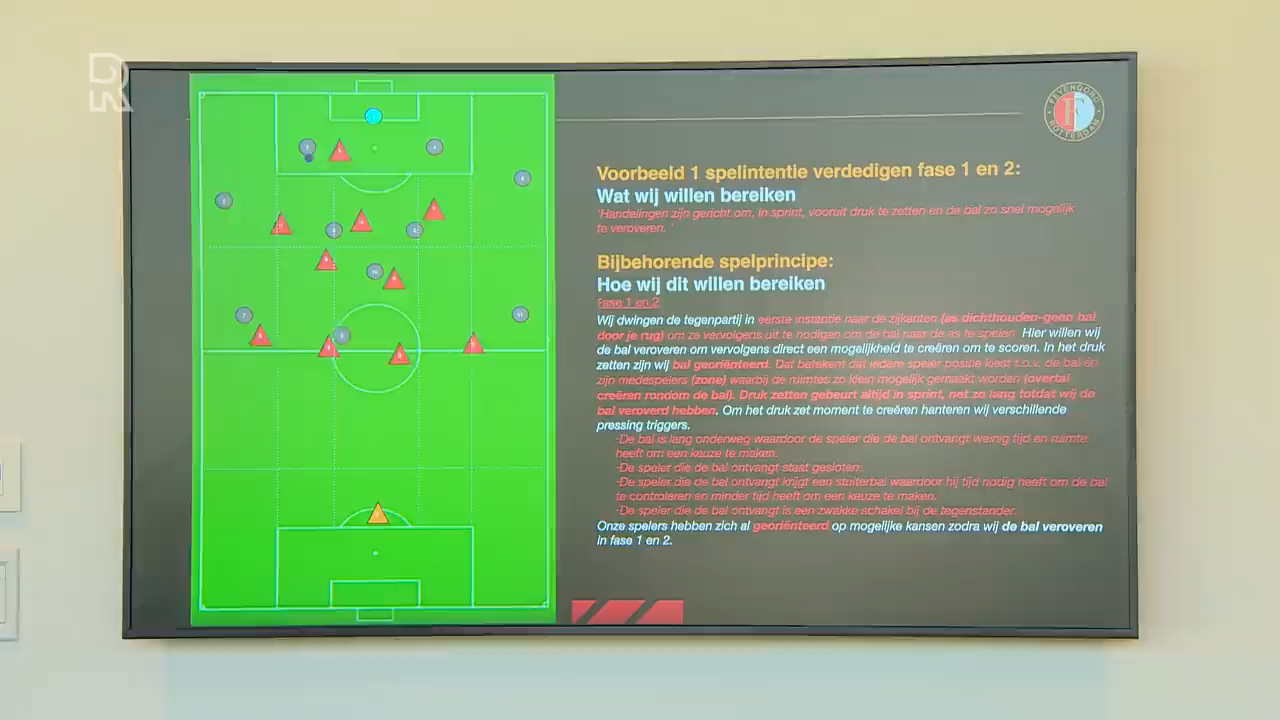 FEYENOORD
ROTTERDAM
Voorbeeld 1 spelintentie verdedigen fase 1 en 2:
Wat wij willen bereiken
'Handelingen zijn gericht om, in sprint, vooruit druk te zetten en de bal zo snel mogelijk
te veroveren. '
Bijbehorende spelprincipe:
Hoe wij dit willen bereiken
Fase 1 en 2
Wij dwingen de tegenpartij in eerste instantie naar de zijkanten (as dichthouden-geen bal
door je rug) om ze vervolgens uit te nodigen om de bal naar de as te spelen. Hier willen wij
de bal veroveren om vervolgens direct een mogelijkheid te creëren om te scoren. In het druk
zetten zijn wij bal georiënteerd. Dat betekent dat iedere speler positie kiest t.o.v. de bal en
zijn medespelers (zone) waarbij de ruimtes zo klein mogelijk gemaakt worden (overtal
creëren rondom de bal). Druk zetten gebeurt altijd in sprint, net zo lang totdat wij de
bal veroverd hebben. Om het druk zet moment te creëren hanteren wij verschillende
pressing triggers.
-De bal is lang onderweg waardoor de speler die de bal ontvangt weinig tijd en ruimte
heeft om een keuze te maken.
-De speler die de bal ontvangt staat gesloten.
-De speler die de bal ontvangt krijgt een stuiterbal waardoor hij tijd nodig heeft om de bal
te controleren en minder tijd heeft om een keuze te maken.
-De speler die de bal ontvangt is een zwakke schakel bij de tegenstander.
Onze spelers hebben zich al georiënteerd op mogelijke kansen zodra wij de bal veroveren
in fase 1 en 2.